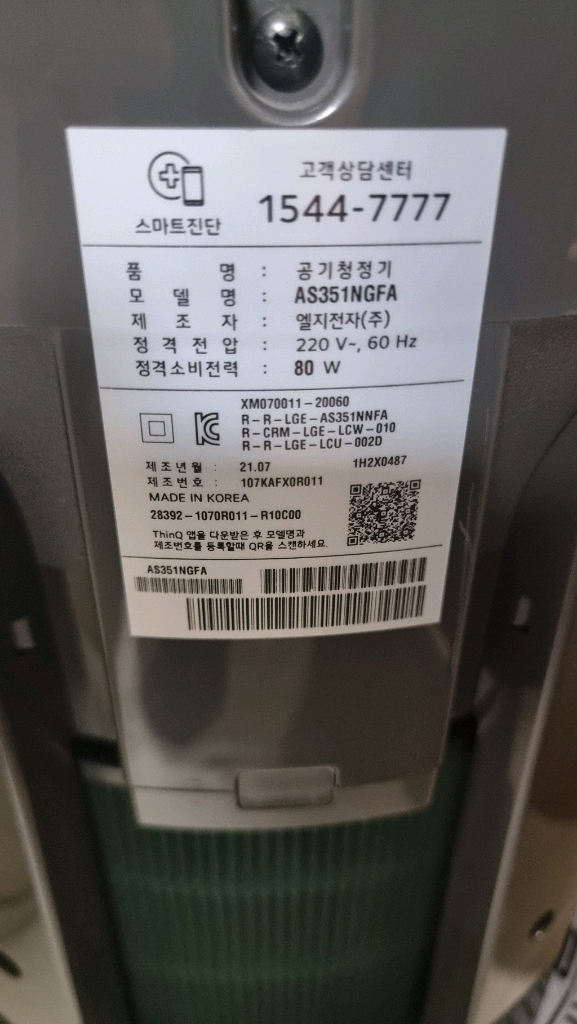 고객상담센터
스마트진단
1544-7777
품 명 : 공기청정기
모 델 명 : AS351NGFA
제 조 자 : 엘지전자(주)
정 격 전 압 : 220 V~, 60 Hz
정격소비전력 : 80 W
XM070011-20060
R-R-LGE-AS351NNFA
R-CRM-LGE-LCW-010
R-R-LGE-LCU-002D
제 조 년 월 : 21.07 1H2X0487
제 조 번 호 : 107KAFX0R011
MADE IN KOREA
28392-1070R011-R10C00
ThinQ 앱을 다운받은 후 모델명과
제조번호를 등록할때 QR을 스캔하세요.
AS351NGFA